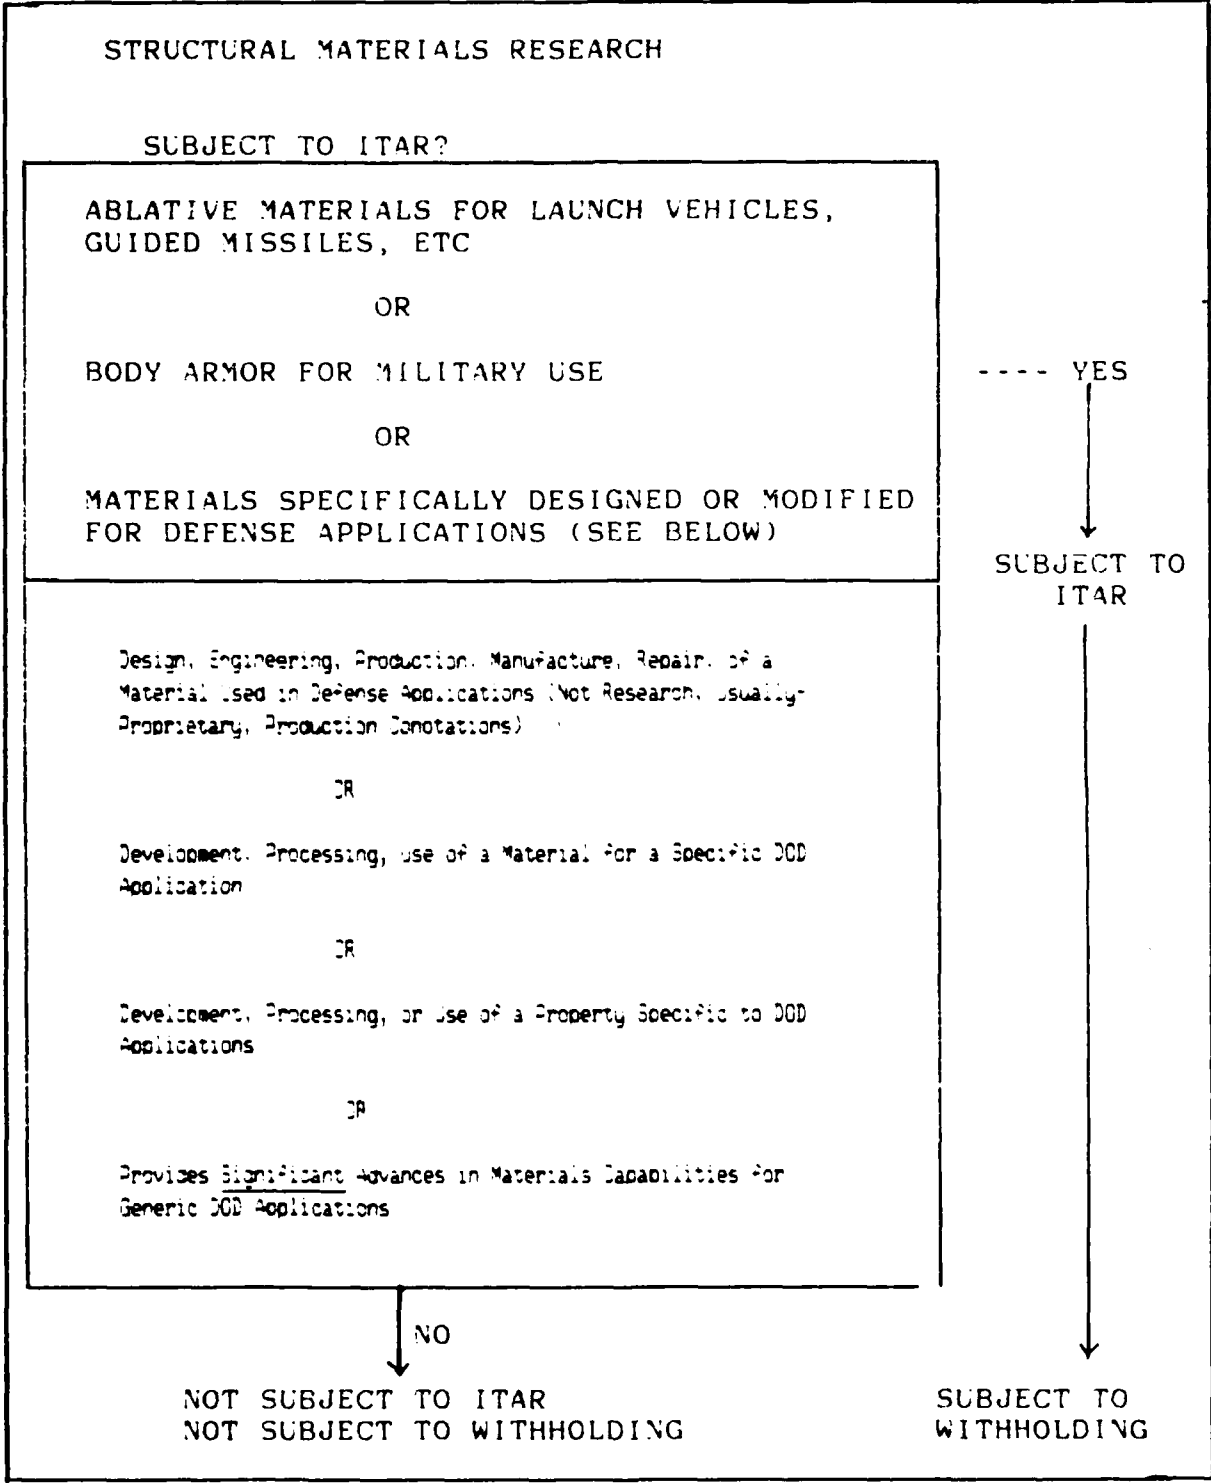 STRUCTURAL MATERIALS RESEARCH
SUBJECT TO ITAR?
ABLATIVE MATERIALS FOR LAUNCH VEHICLES,
GUIDED MISSILES, ETC
OR
BODY ARMOR FOR MILITARY USE
---- YES
OR
MATERIALS SPECIFICALLY DESIGNED OR MODIFIED
FOR DEFENSE APPLICATIONS (SEE BELOW)
SUBJECT TO
ITAR
Design, Engineering, Production, Manufacture, Repair, of a
Material Used in Defense Applications (Not Research, Usually-
Proprietary, Production Conotations)
OR
Development, Processing, Use of a Material for a Specific DOD
Application
OR
Development, Processing, or Use of a Property Specific to DOD
Applications
OR
Provides Significant Advances in Materials Capabilities for
Generic DOD Applications
NO
NOT SUBJECT TO ITAR
NOT SUBJECT TO WITHHOLDING
SUBJECT TO
WITHHOLDING